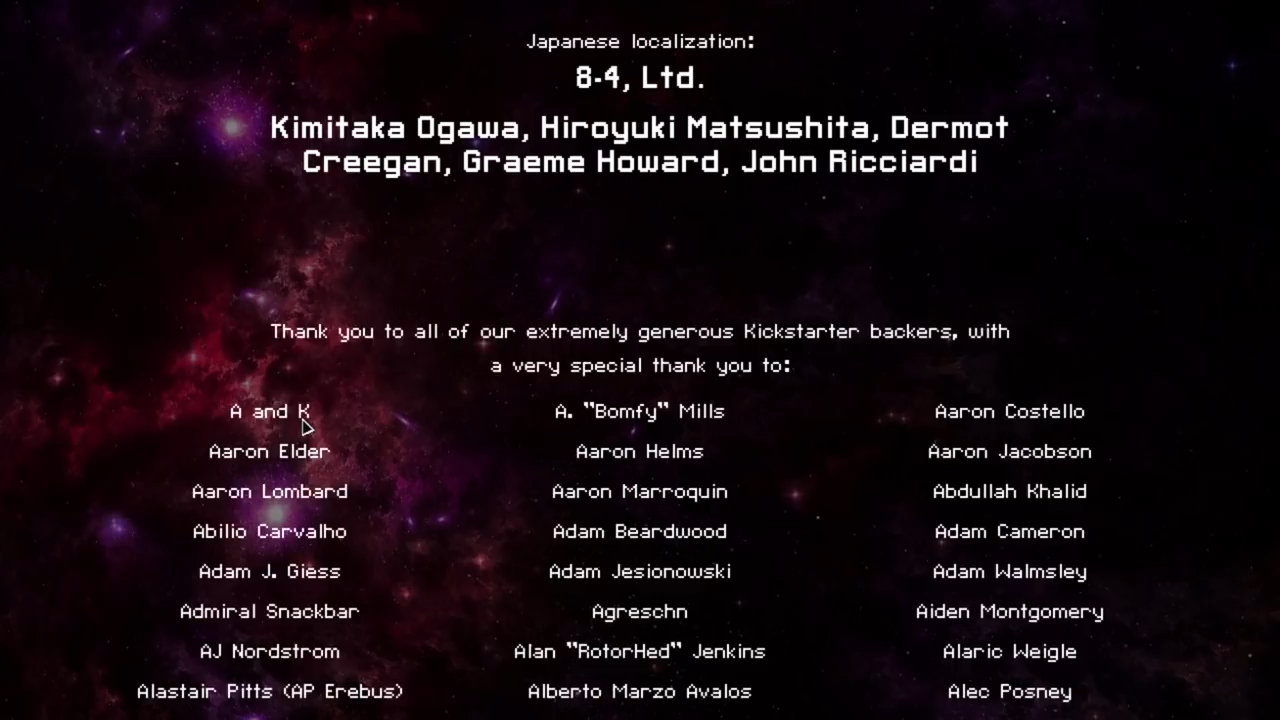 Japanese localization:
8-4, Ltd.
Kimitaka Ogawa, Hiroyuki Matsushita, Dermot
Creegan, Graeme Howard, John Ricciardi
Thank you to all of our extremely generous Kickstarter backers, with
a very special thank you to:
A and K
A. "Bomfy" Mills
Aaron Costello
Aaron Elder
Aaron Helms
Aaron Jacobson
Aaron Lombard
Aaron Marroquin
Abdullah Khalid
Abilio Carvalho
Adam Beardwood
Adam Cameron
Adam J. Giess
Adam Jesionowski
Adam Walmsley
Admiral Snackbar
Agreschn
Aiden Montgomery
AJ Nordstrom
Alan "RotorHed" Jenkins
Alaric Weigle
Alastair Pitts (AP Erebus)
Alberto Marzo Avalos
Alec Posney